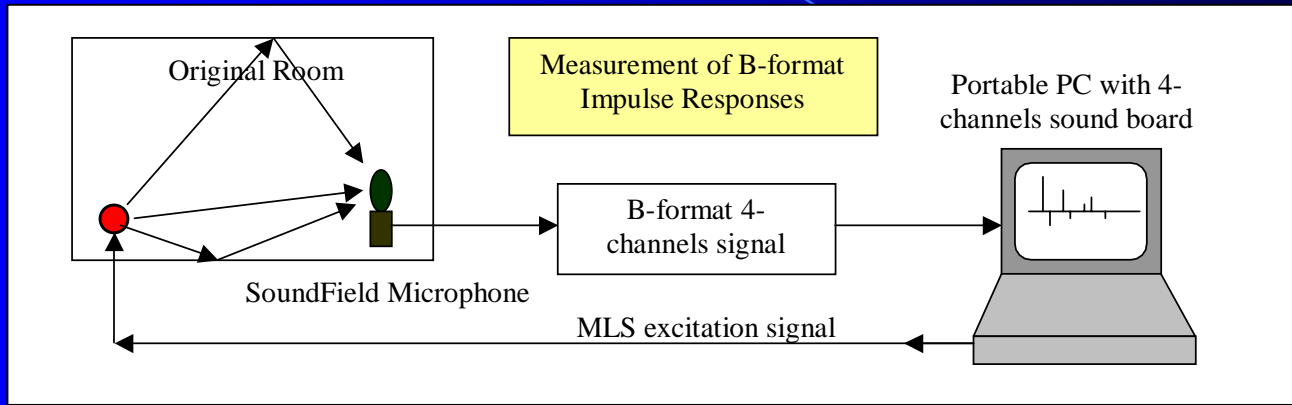 Original Room
Measurement of B-format
Impulse Responses
Portable PC with 4-
channels sound board
B-format 4-
channels signal
SoundField Microphone
MLS excitation signal